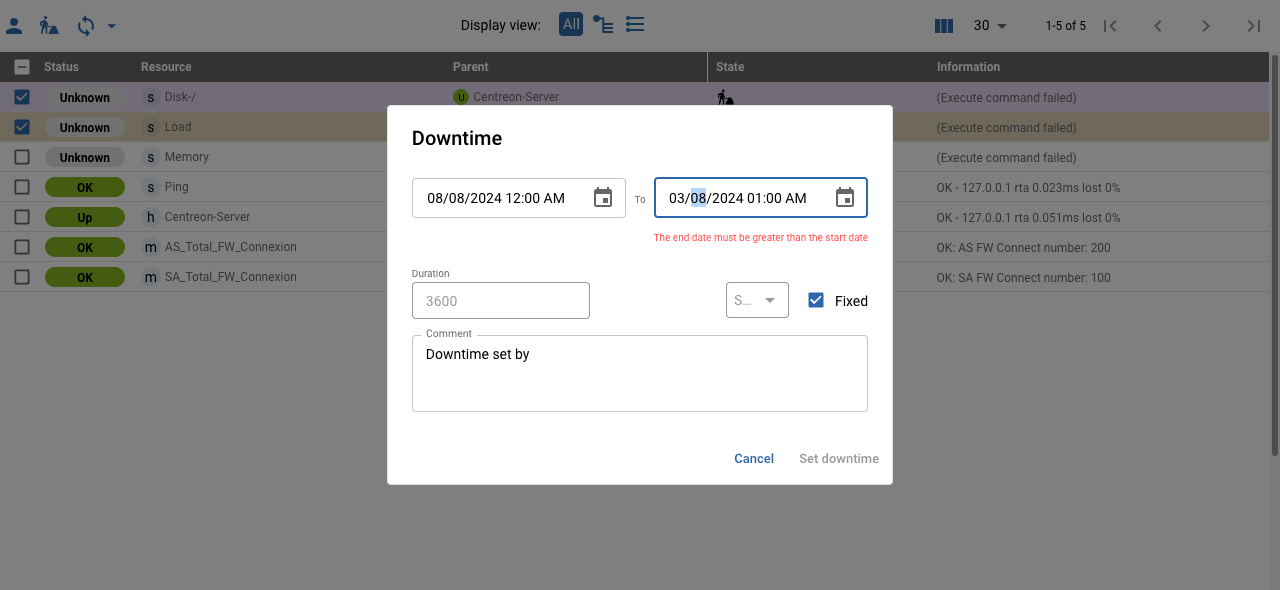 Display view: All 30 1-5 of 5
Status Resource Parent State Information
Unknown s Disk-/ U Centreon-Server (Execute command failed)
Unknown s Load (Execute command failed)
Unknown s Memory (Execute command failed)
OK s Ping OK - 127.0.0.1 rta 0.023ms lost 0%
Up h Centreon-Server OK - 127.0.0.1 rta 0.051ms lost 0%
OK m AS_Total_FW_Connexion OK: AS FW Connect number: 200
OK m SA_Total_FW_Connexion OK: SA FW Connect number: 100
Downtime
08/08/2024 12:00 AM To 03/08/2024 01:00 AM
The end date must be greater than the start date
Duration
3600 S... Fixed
Comment
Downtime set by
Cancel Set downtime